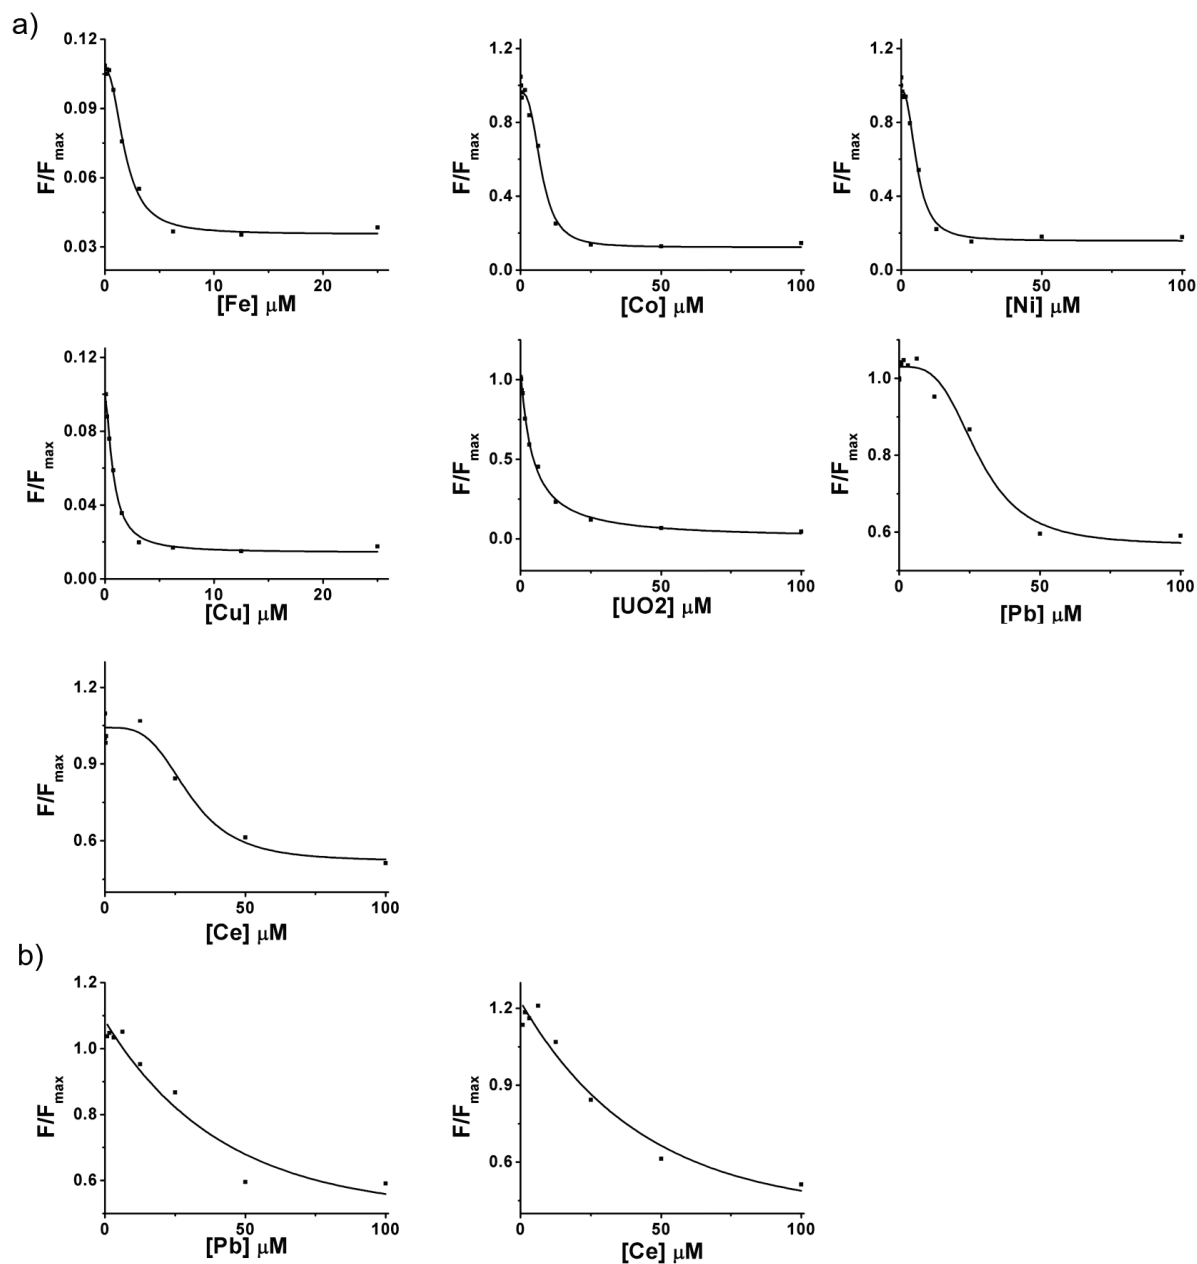 a)
0.12
0.09
0.06
0.03
F/Fmax
0 10 20
[Fe] μM
1.2
0.8
0.4
0.0
F/Fmax
0 50 100
[Co] μM
1.2
0.8
0.4
0.0
F/Fmax
0 50 100
[Ni] μM
0.12
0.08
0.04
0.00
F/Fmax
0 10 20
[Cu] μM
1.0
0.5
0.0
F/Fmax
0 50 100
[UO2] μM
1.0
0.8
0.6
F/Fmax
0 50 100
[Pb] μM
1.2
0.9
0.6
F/Fmax
0 50 100
[Ce] μM
b)
1.2
1.0
0.8
0.6
F/Fmax
0 50 100
[Pb] μM
1.2
0.9
0.6
F/Fmax
0 50 100
[Ce] μM